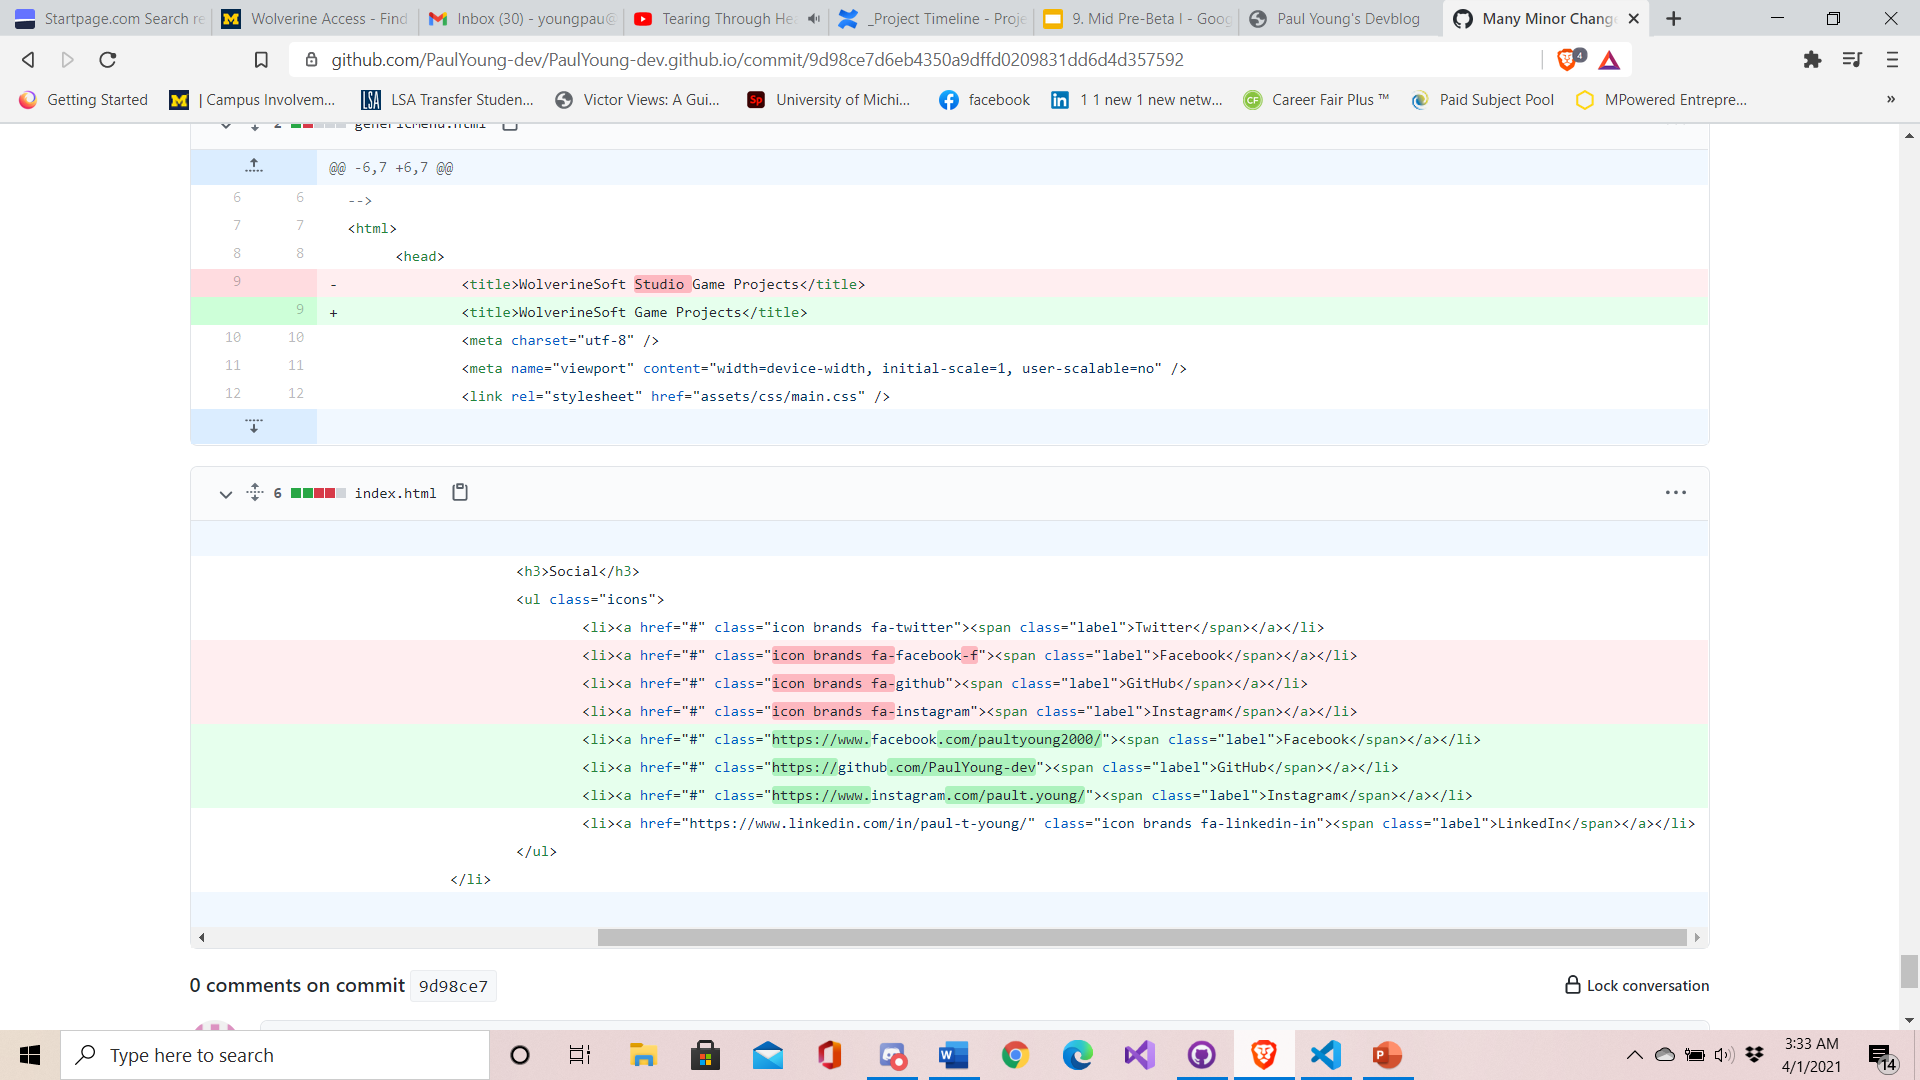 Startpage.com Search re
Wolverine Access - Find
Inbox (30) - youngpau@
Tearing Through He
_Project Timeline - Proje
9. Mid Pre-Beta I - Goog
Paul Young's Devblog
Many Minor Change
github.com/PaulYoung-dev/PaulYoung-dev.github.io/commit/9d98ce7d6eb4350a9dffd0209831dd6d4d357592
4
Getting Started
| Campus Involvem...
LSA Transfer Studen...
Victor Views: A Gui...
University of Michi...
facebook
1 1 new 1 new netw...
Career Fair Plus ™
Paid Subject Pool
MPowered Entrepre...
»
2 genericMenu.html
@@ -6,7 +6,7 @@
6 6 -->
7 7 <html>
8 8 <head>
9 - <title>WolverineSoft Studio Game Projects</title>
9 + <title>WolverineSoft Game Projects</title>
10 10 <meta charset="utf-8" />
11 11 <meta name="viewport" content="width=device-width, initial-scale=1, user-scalable=no" />
12 12 <link rel="stylesheet" href="assets/css/main.css" />
6 index.html
<h3>Social</h3>
<ul class="icons">
<li><a href="#" class="icon brands fa-twitter"><span class="label">Twitter</span></a></li>
<li><a href="#" class="icon brands fa-facebook-f"><span class="label">Facebook</span></a></li>
<li><a href="#" class="icon brands fa-github"><span class="label">GitHub</span></a></li>
<li><a href="#" class="icon brands fa-instagram"><span class="label">Instagram</span></a></li>
<li><a href="#" class="https://www.facebook.com/paultyoung2000/"><span class="label">Facebook</span></a></li>
<li><a href="#" class="https://github.com/PaulYoung-dev"><span class="label">GitHub</span></a></li>
<li><a href="#" class="https://www.instagram.com/pault.young/"><span class="label">Instagram</span></a></li>
<li><a href="https://www.linkedin.com/in/paul-t-young/" class="icon brands fa-linkedin-in"><span class="label">LinkedIn</span></a></li>
</ul>
</li>
0 comments on commit 9d98ce7
Lock conversation
Type here to search
3:33 AM
4/1/2021
14